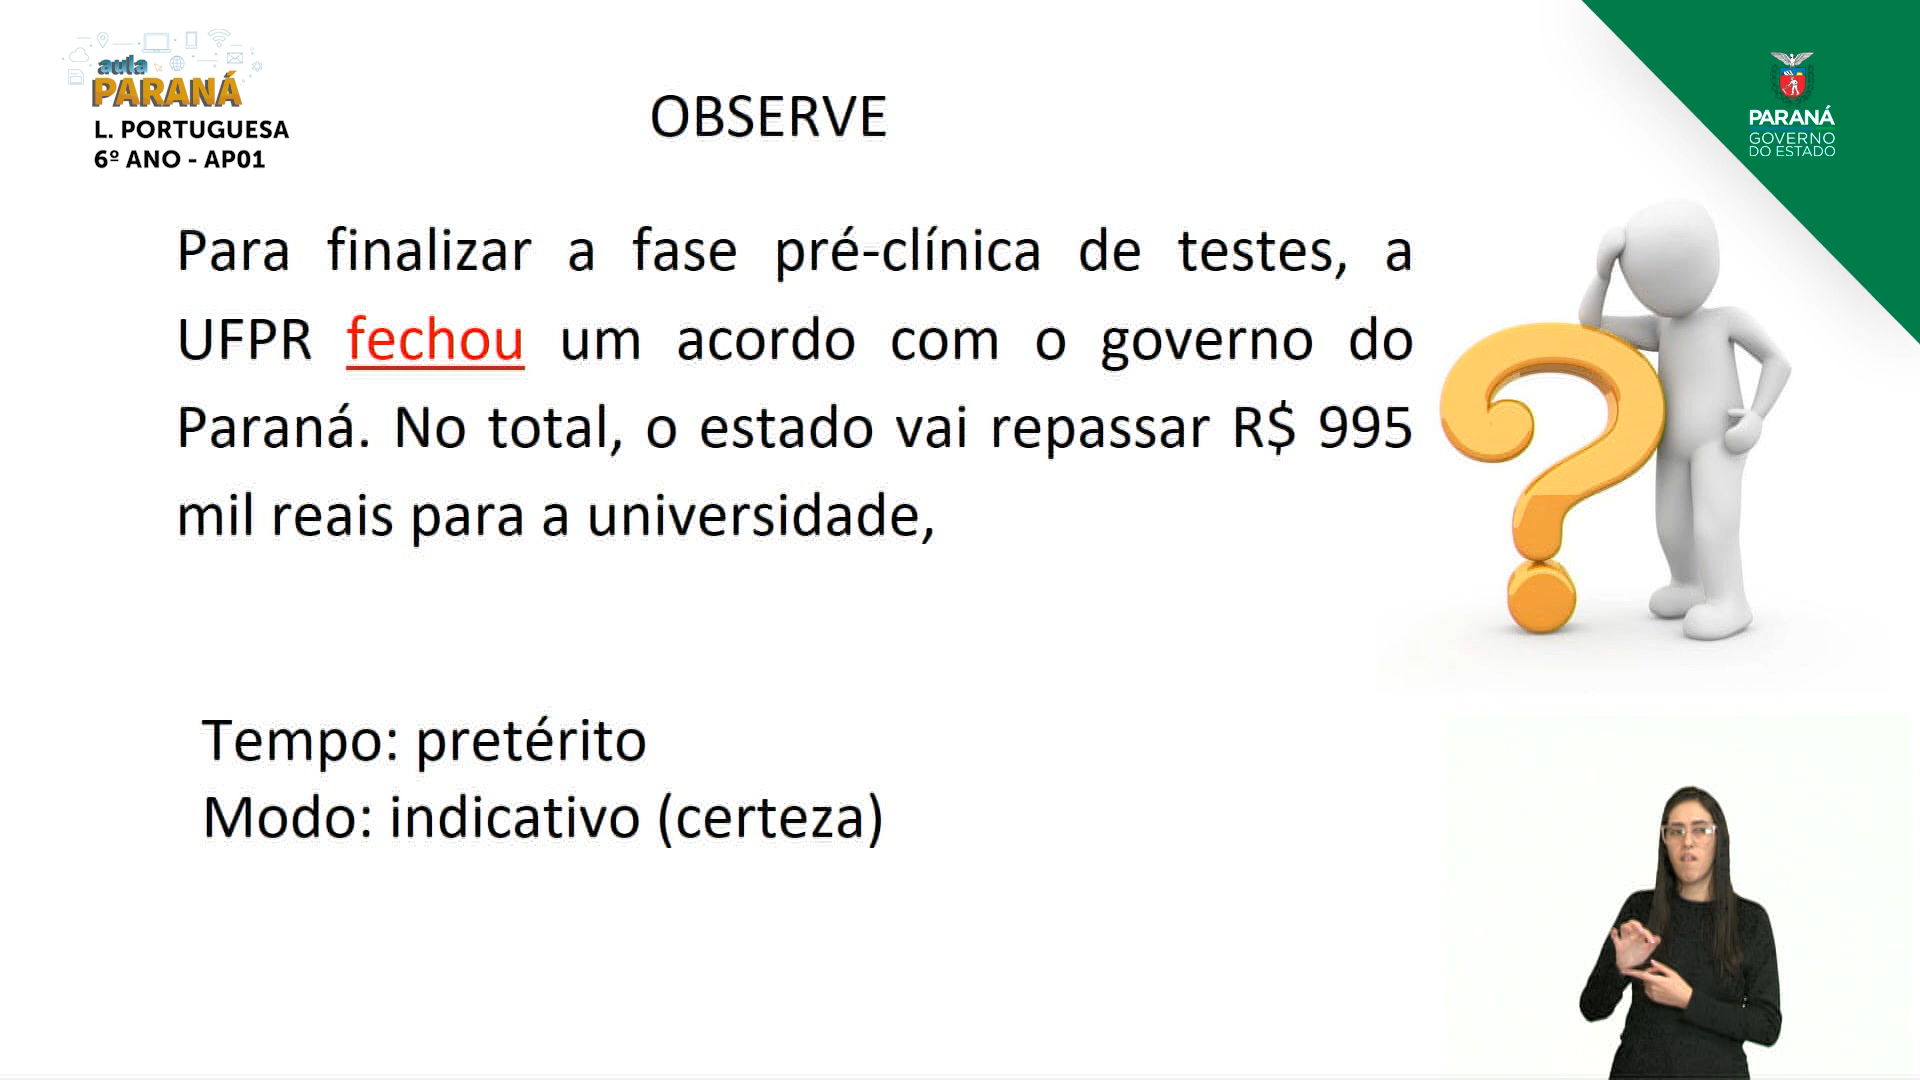 aula
PARANÁ
L. PORTUGUESA
6º ANO - AP01
OBSERVE
PARANÁ
GOVERNO
DO ESTADO
Para finalizar a fase pré-clínica de testes, a
UFPR fechou um acordo com o governo do
Paraná. No total, o estado vai repassar R$ 995
mil reais para a universidade,
Tempo: pretérito
Modo: indicativo (certeza)